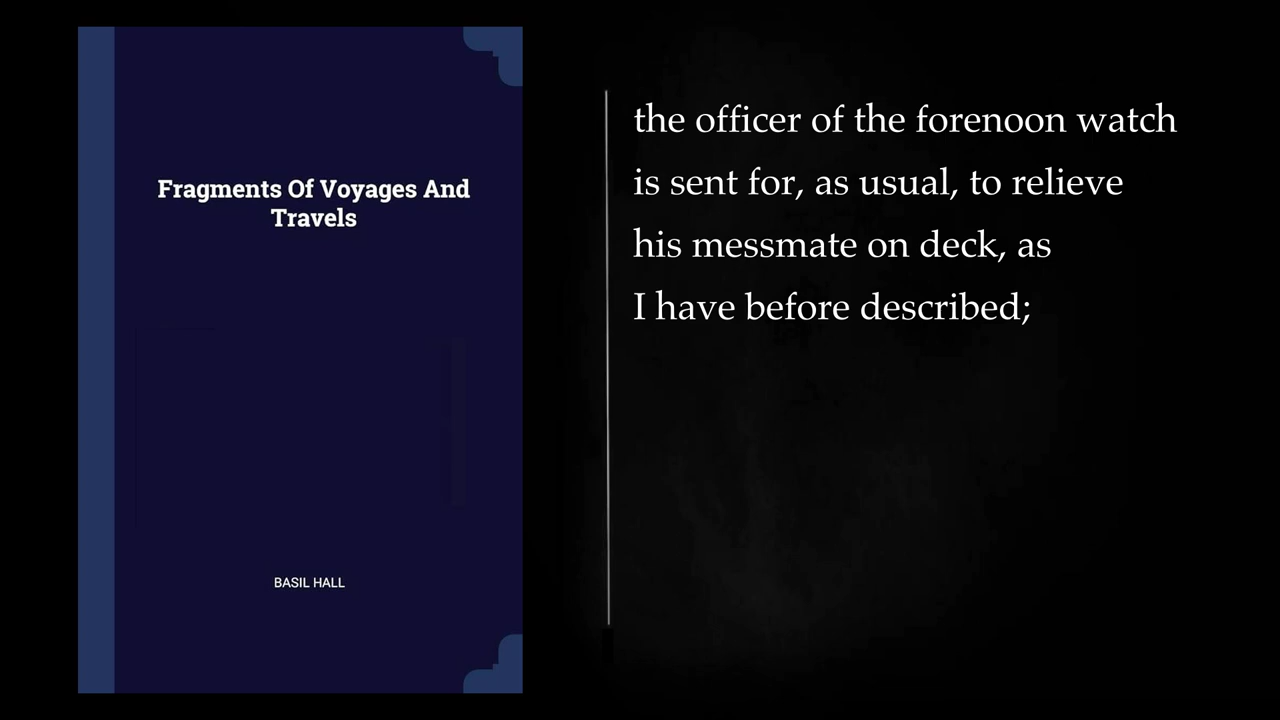 Fragments Of Voyages And
Travels
BASIL HALL
the officer of the forenoon watch
is sent for, as usual, to relieve
his messmate on deck, as
I have before described;